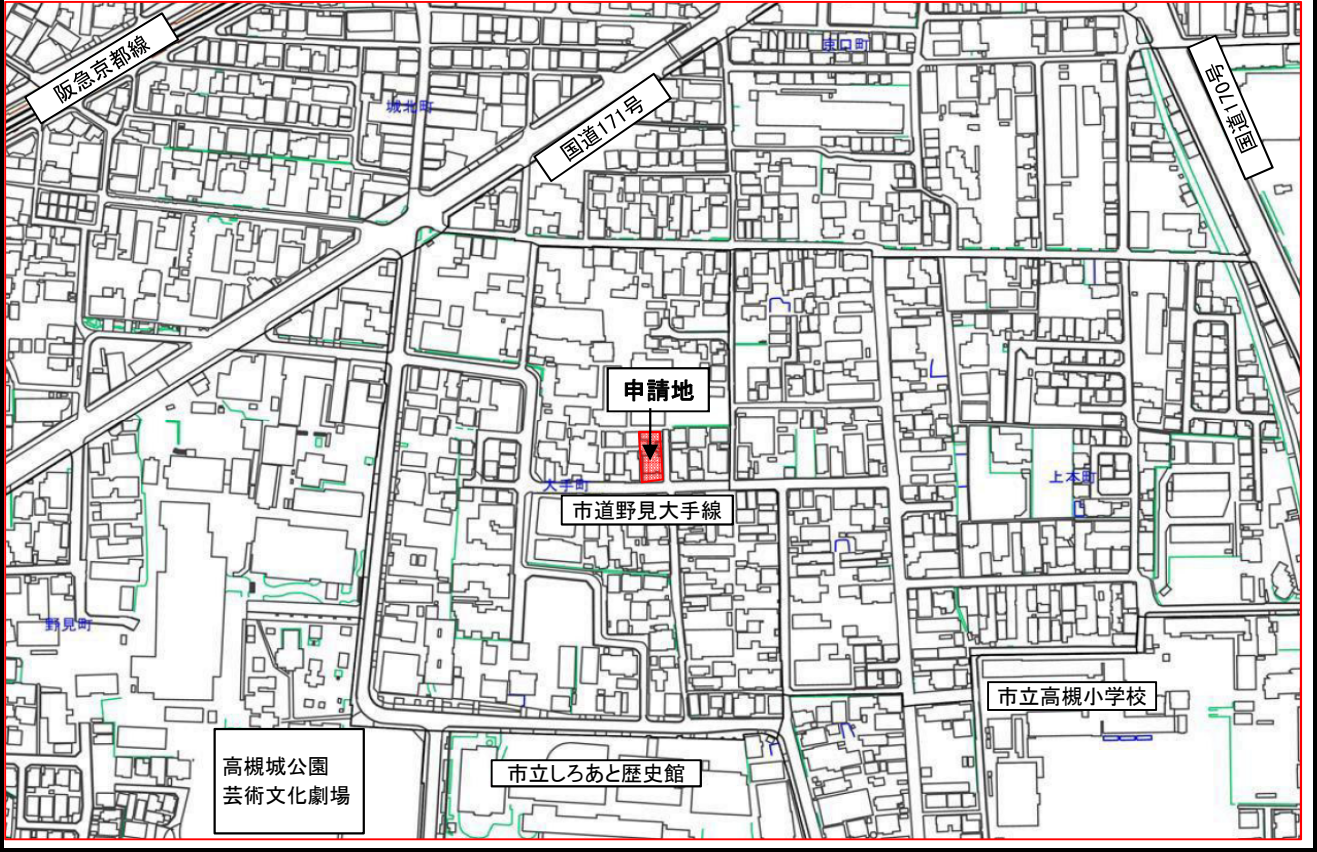 阪急京都線
城北町
国道171号
東口町
国道170号
申請地
大手町
市道野見大手線
上本町
野見町
市立高槻小学校
高槻城公園
芸術文化劇場
市立しろあと歴史館